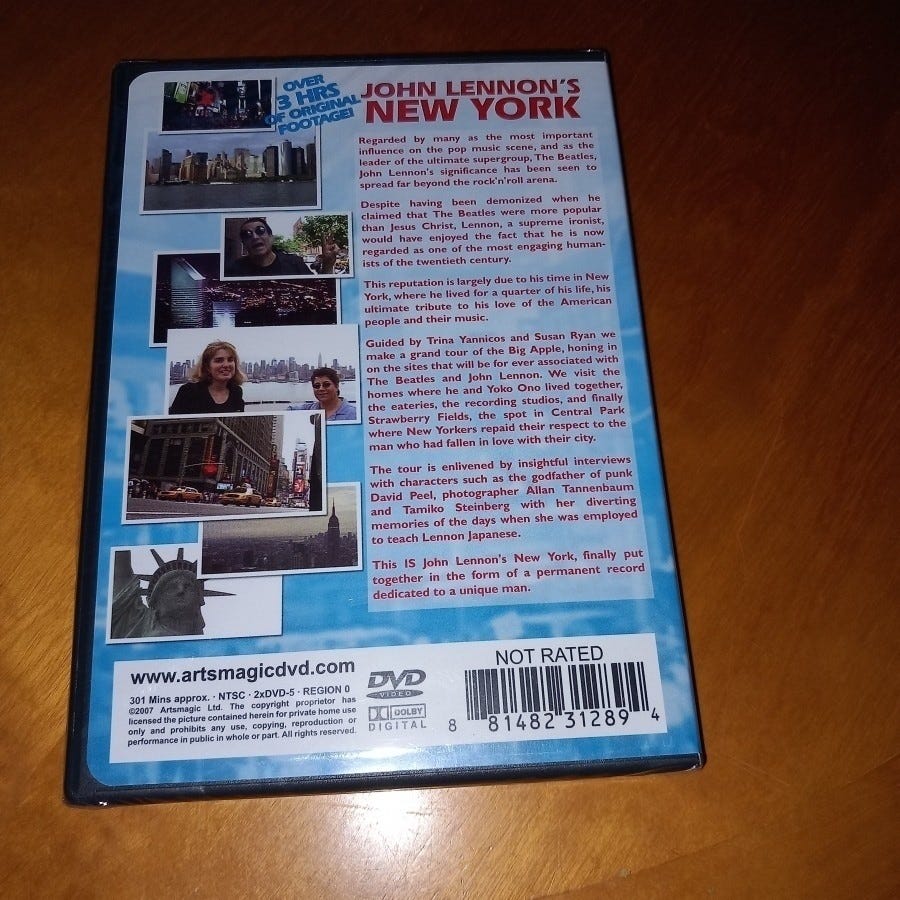 OVER
3 HRS
OF ORIGINAL
FOOTAGE!
JOHN LENNON'S
NEW YORK
Regarded by many as the most important
influence on the pop music scene, and as the
leader of the ultimate supergroup, The Beatles,
John Lennon's significance has been seen to
spread far beyond the rock'n'roll arena.
Despite having been demonized when he
claimed that The Beatles were more popular
than Jesus Christ, Lennon, a supreme ironist,
would have enjoyed the fact that he is now
regarded as one of the most engaging human-
ists of the twentieth century.
This reputation is largely due to his time in New
York, where he lived for a quarter of his life, his
ultimate tribute to his love of the American
people and their music.
Guided by Trina Yannicos and Susan Ryan we
make a grand tour of the Big Apple, honing in
on the sites that will be for ever associated with
The Beatles and John Lennon. We visit the
homes where he and Yoko Ono lived together,
the eateries, the recording studios, and finally
Strawberry Fields, the spot in Central Park
where New Yorkers repaid their respect to the
man who had fallen in love with their city.
The tour is enlivened by insightful interviews
with characters such as the godfather of punk
David Peel, photographer Allan Tannenbaum
and Tamiko Steinberg with her diverting
memories of the days when she was employed
to teach Lennon Japanese.
This IS John Lennon's New York, finally put
together in the form of a permanent record
dedicated to a unique man.
www.artsmagicdvd.com
301 Mins approx. · NTSC · 2xDVD-5 · REGION 0
©2007 Artsmagic Ltd. The copyright proprietor has
licensed the picture contained herein for private home use
only and prohibits any use, copying, reproduction or
performance in public in whole or part. All rights reserved.
DVD
VIDEO
DOLBY
DIGITAL
NOT RATED
8 81482 31289 4